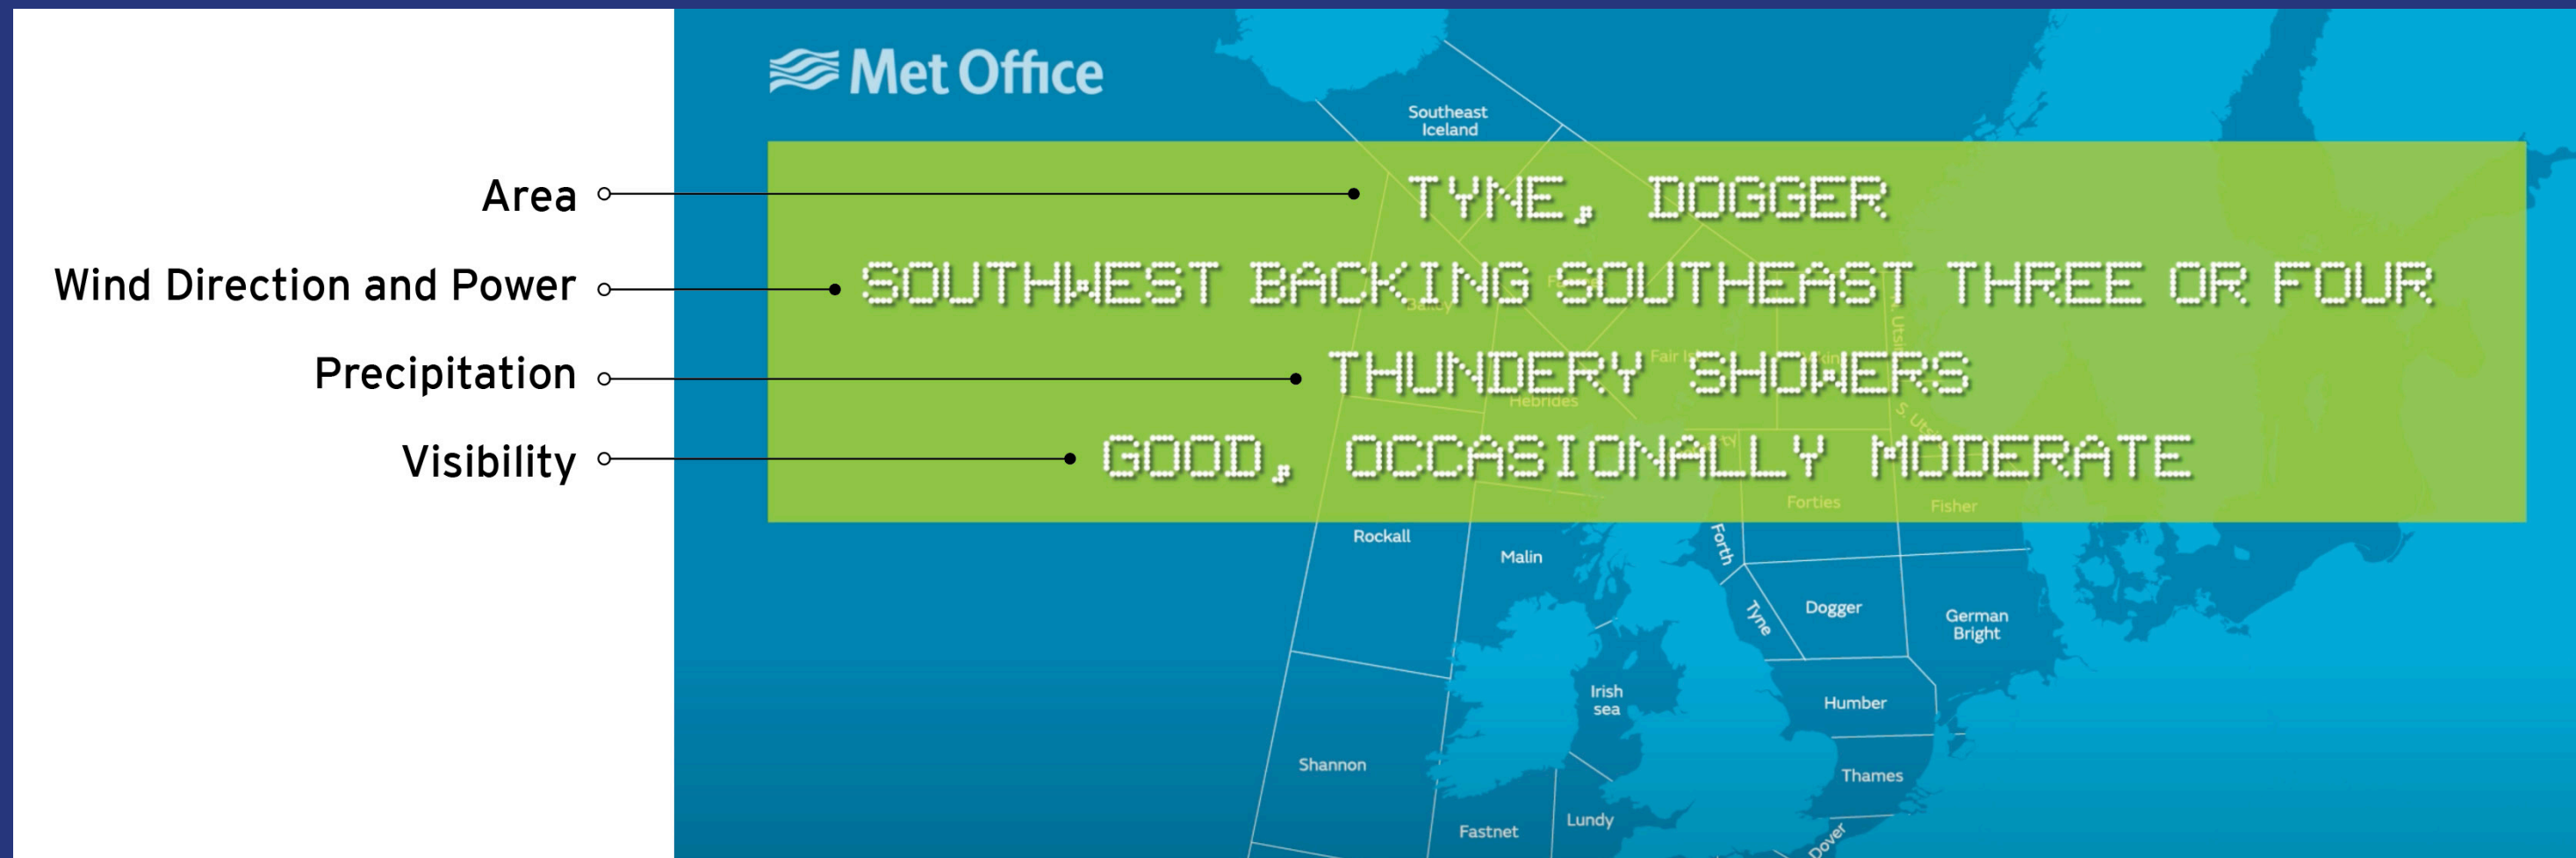 Met Office
Southeast
Iceland
Area
TYNE, DOGGER
Wind Direction and Power
SOUTHWEST BACKING SOUTHEAST THREE OR FOUR
Bailey
Precipitation
THUNDERY SHOWERS
Fair
Hebrides
Visibility
GOOD, OCCASIONALLY MODERATE
Forties
Fisher
Rockall
Malin
Forth
Tyne
Dogger
German
Bright
Irish
sea
Humber
Shannon
Thames
Fastnet
Lundy
Dover